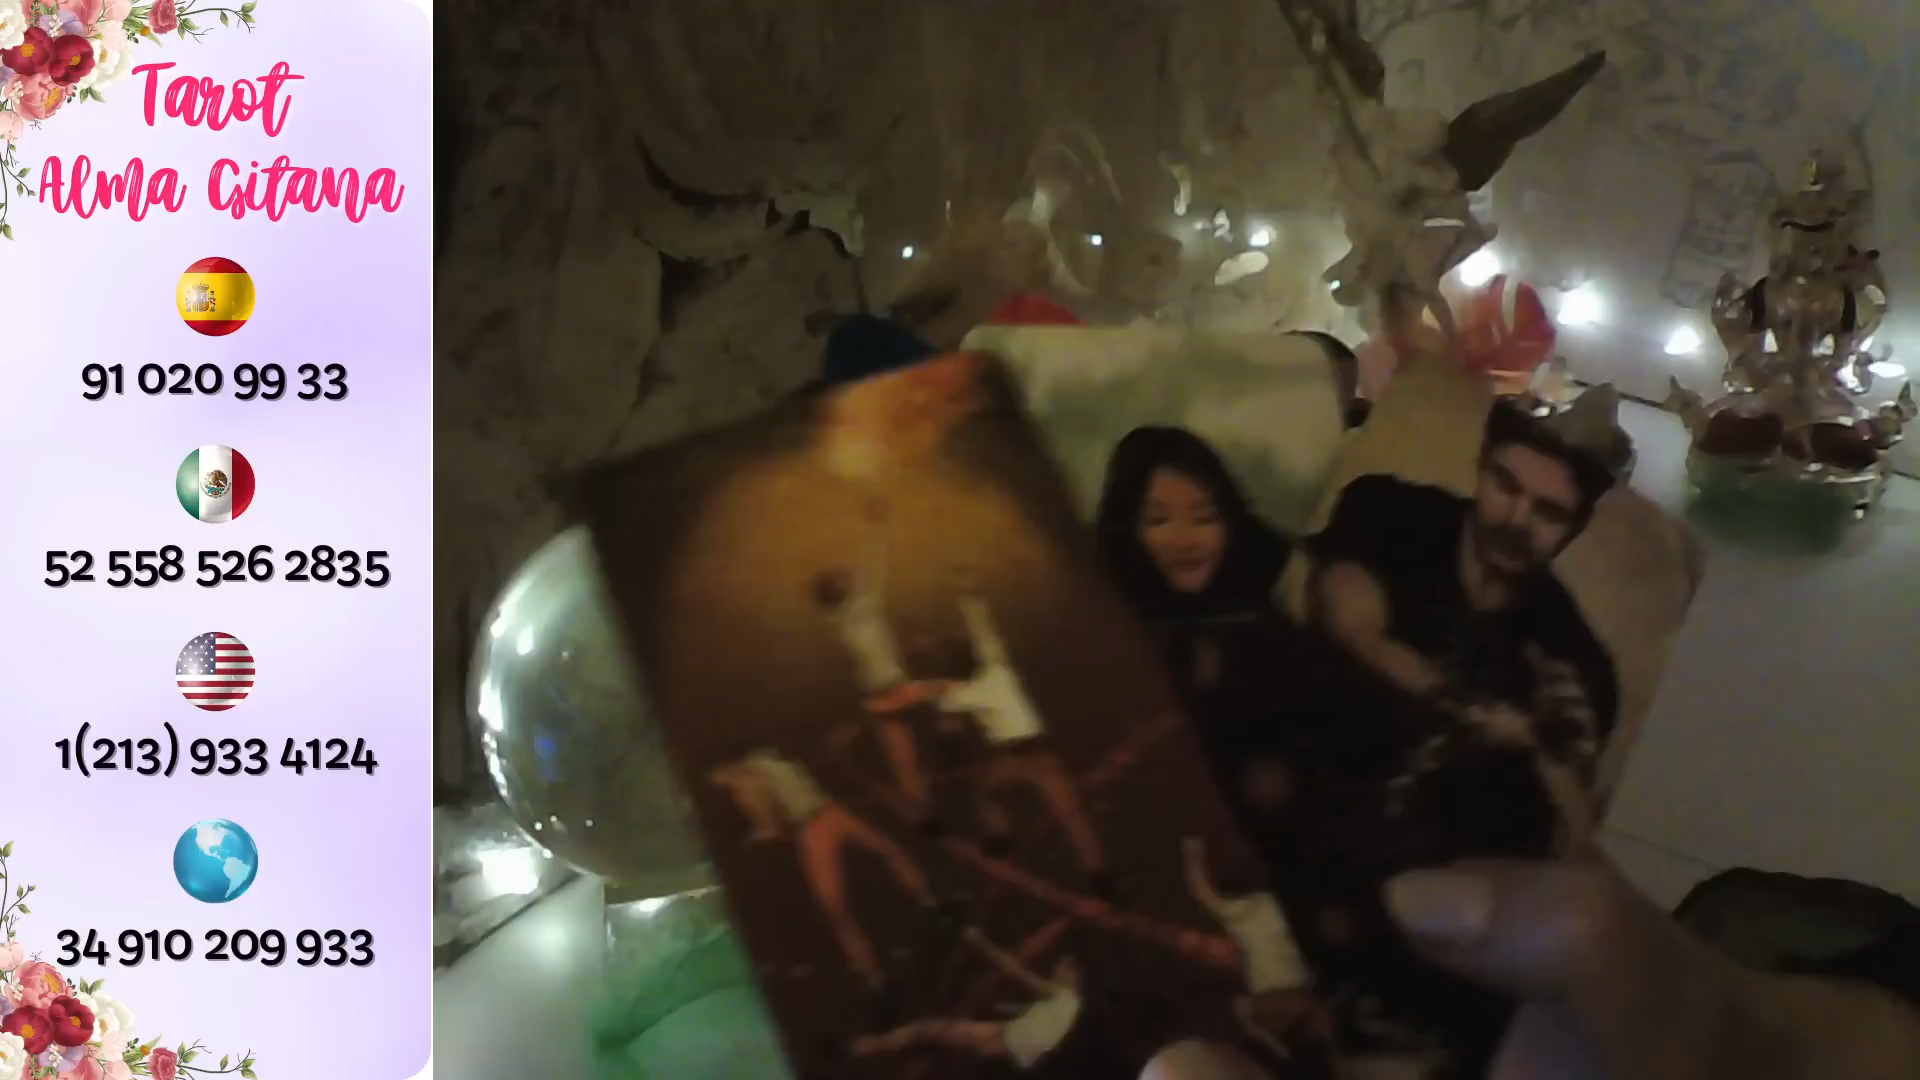 Tarot
Alma Gitana
91 020 99 33
52 558 526 2835
1(213) 933 4124
34 910 209 933